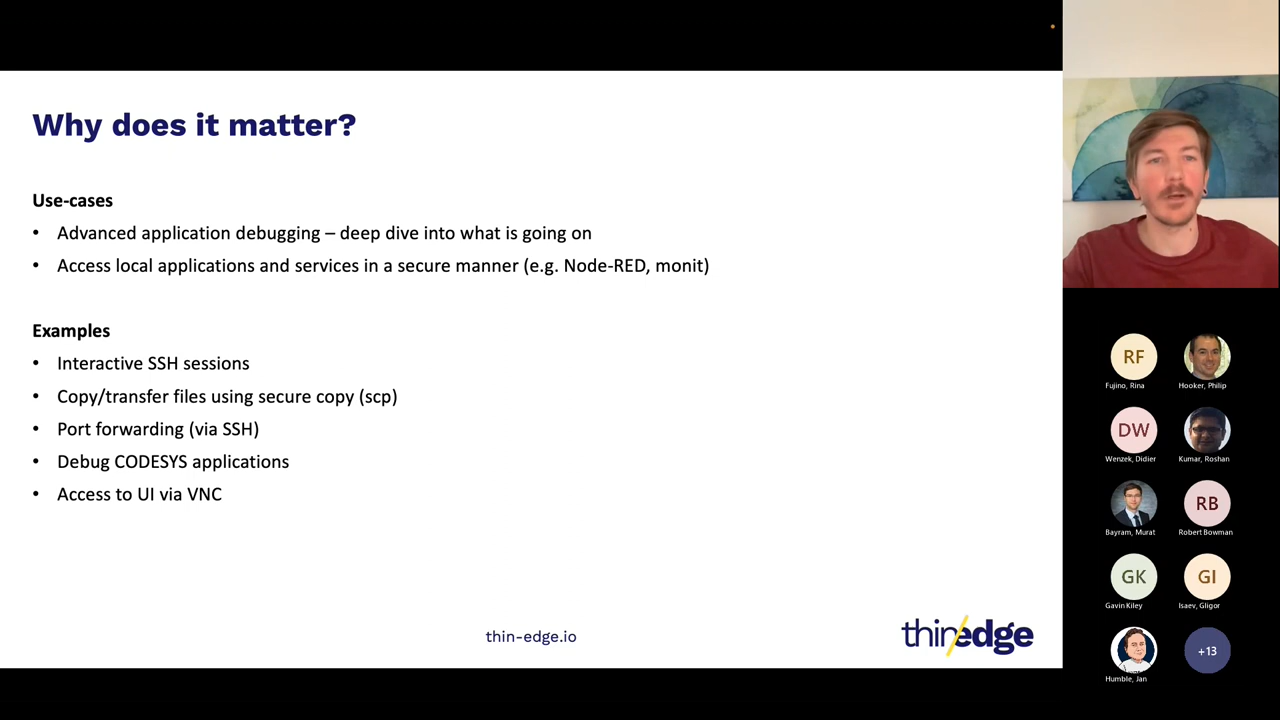 Why does it matter?
Use-cases
• Advanced application debugging – deep dive into what is going on
• Access local applications and services in a secure manner (e.g. Node-RED, monit)
Examples
• Interactive SSH sessions
• Copy/transfer files using secure copy (scp)
• Port forwarding (via SSH)
• Debug CODESYS applications
• Access to UI via VNC
thin-edge.io
thin/edge
RF
Fujino, Rina
Hooker, Philip
DW
Wenzek, Didier
Kumar, Roshan
Bayram, Murat
RB
Robert Bowman
GK
Gavin Kiley
GI
Isaev, Gligor
Humble, Jan
+13